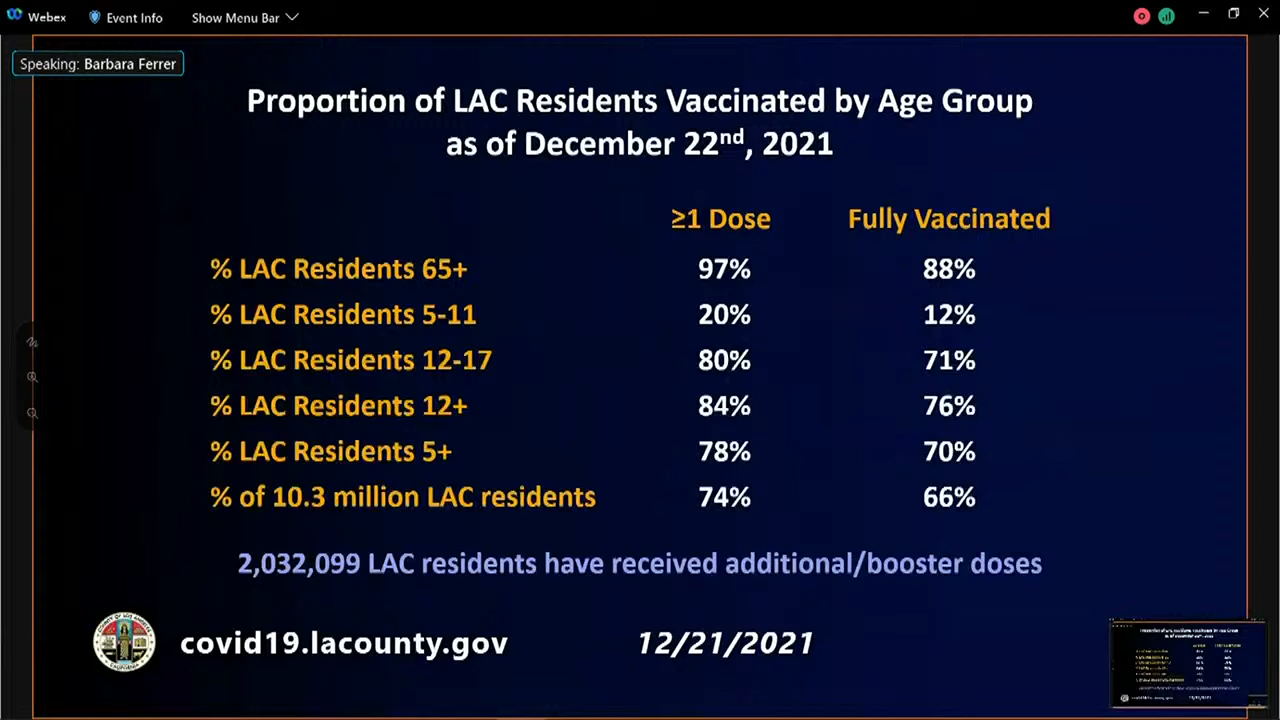 Webex Event Info Show Menu Bar
Speaking: Barbara Ferrer
Proportion of LAC Residents Vaccinated by Age Group
as of December 22nd, 2021
≥1 Dose Fully Vaccinated
% LAC Residents 65+ 97% 88%
% LAC Residents 5-11 20% 12%
% LAC Residents 12-17 80% 71%
% LAC Residents 12+ 84% 76%
% LAC Residents 5+ 78% 70%
% of 10.3 million LAC residents 74% 66%
2,032,099 LAC residents have received additional/booster doses
covid19.lacounty.gov 12/21/2021